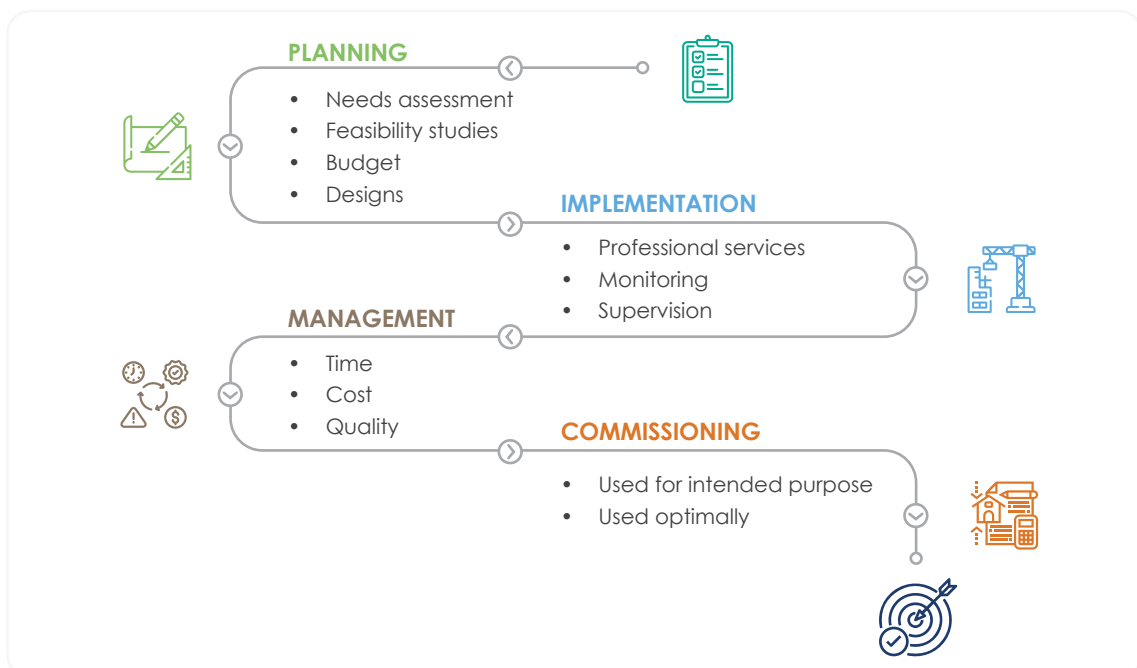 PLANNING
• Needs assessment
• Feasibility studies
• Budget
• Designs
IMPLEMENTATION
• Professional services
• Monitoring
• Supervision
MANAGEMENT
• Time
• Cost
• Quality
COMMISSIONING
• Used for intended purpose
• Used optimally